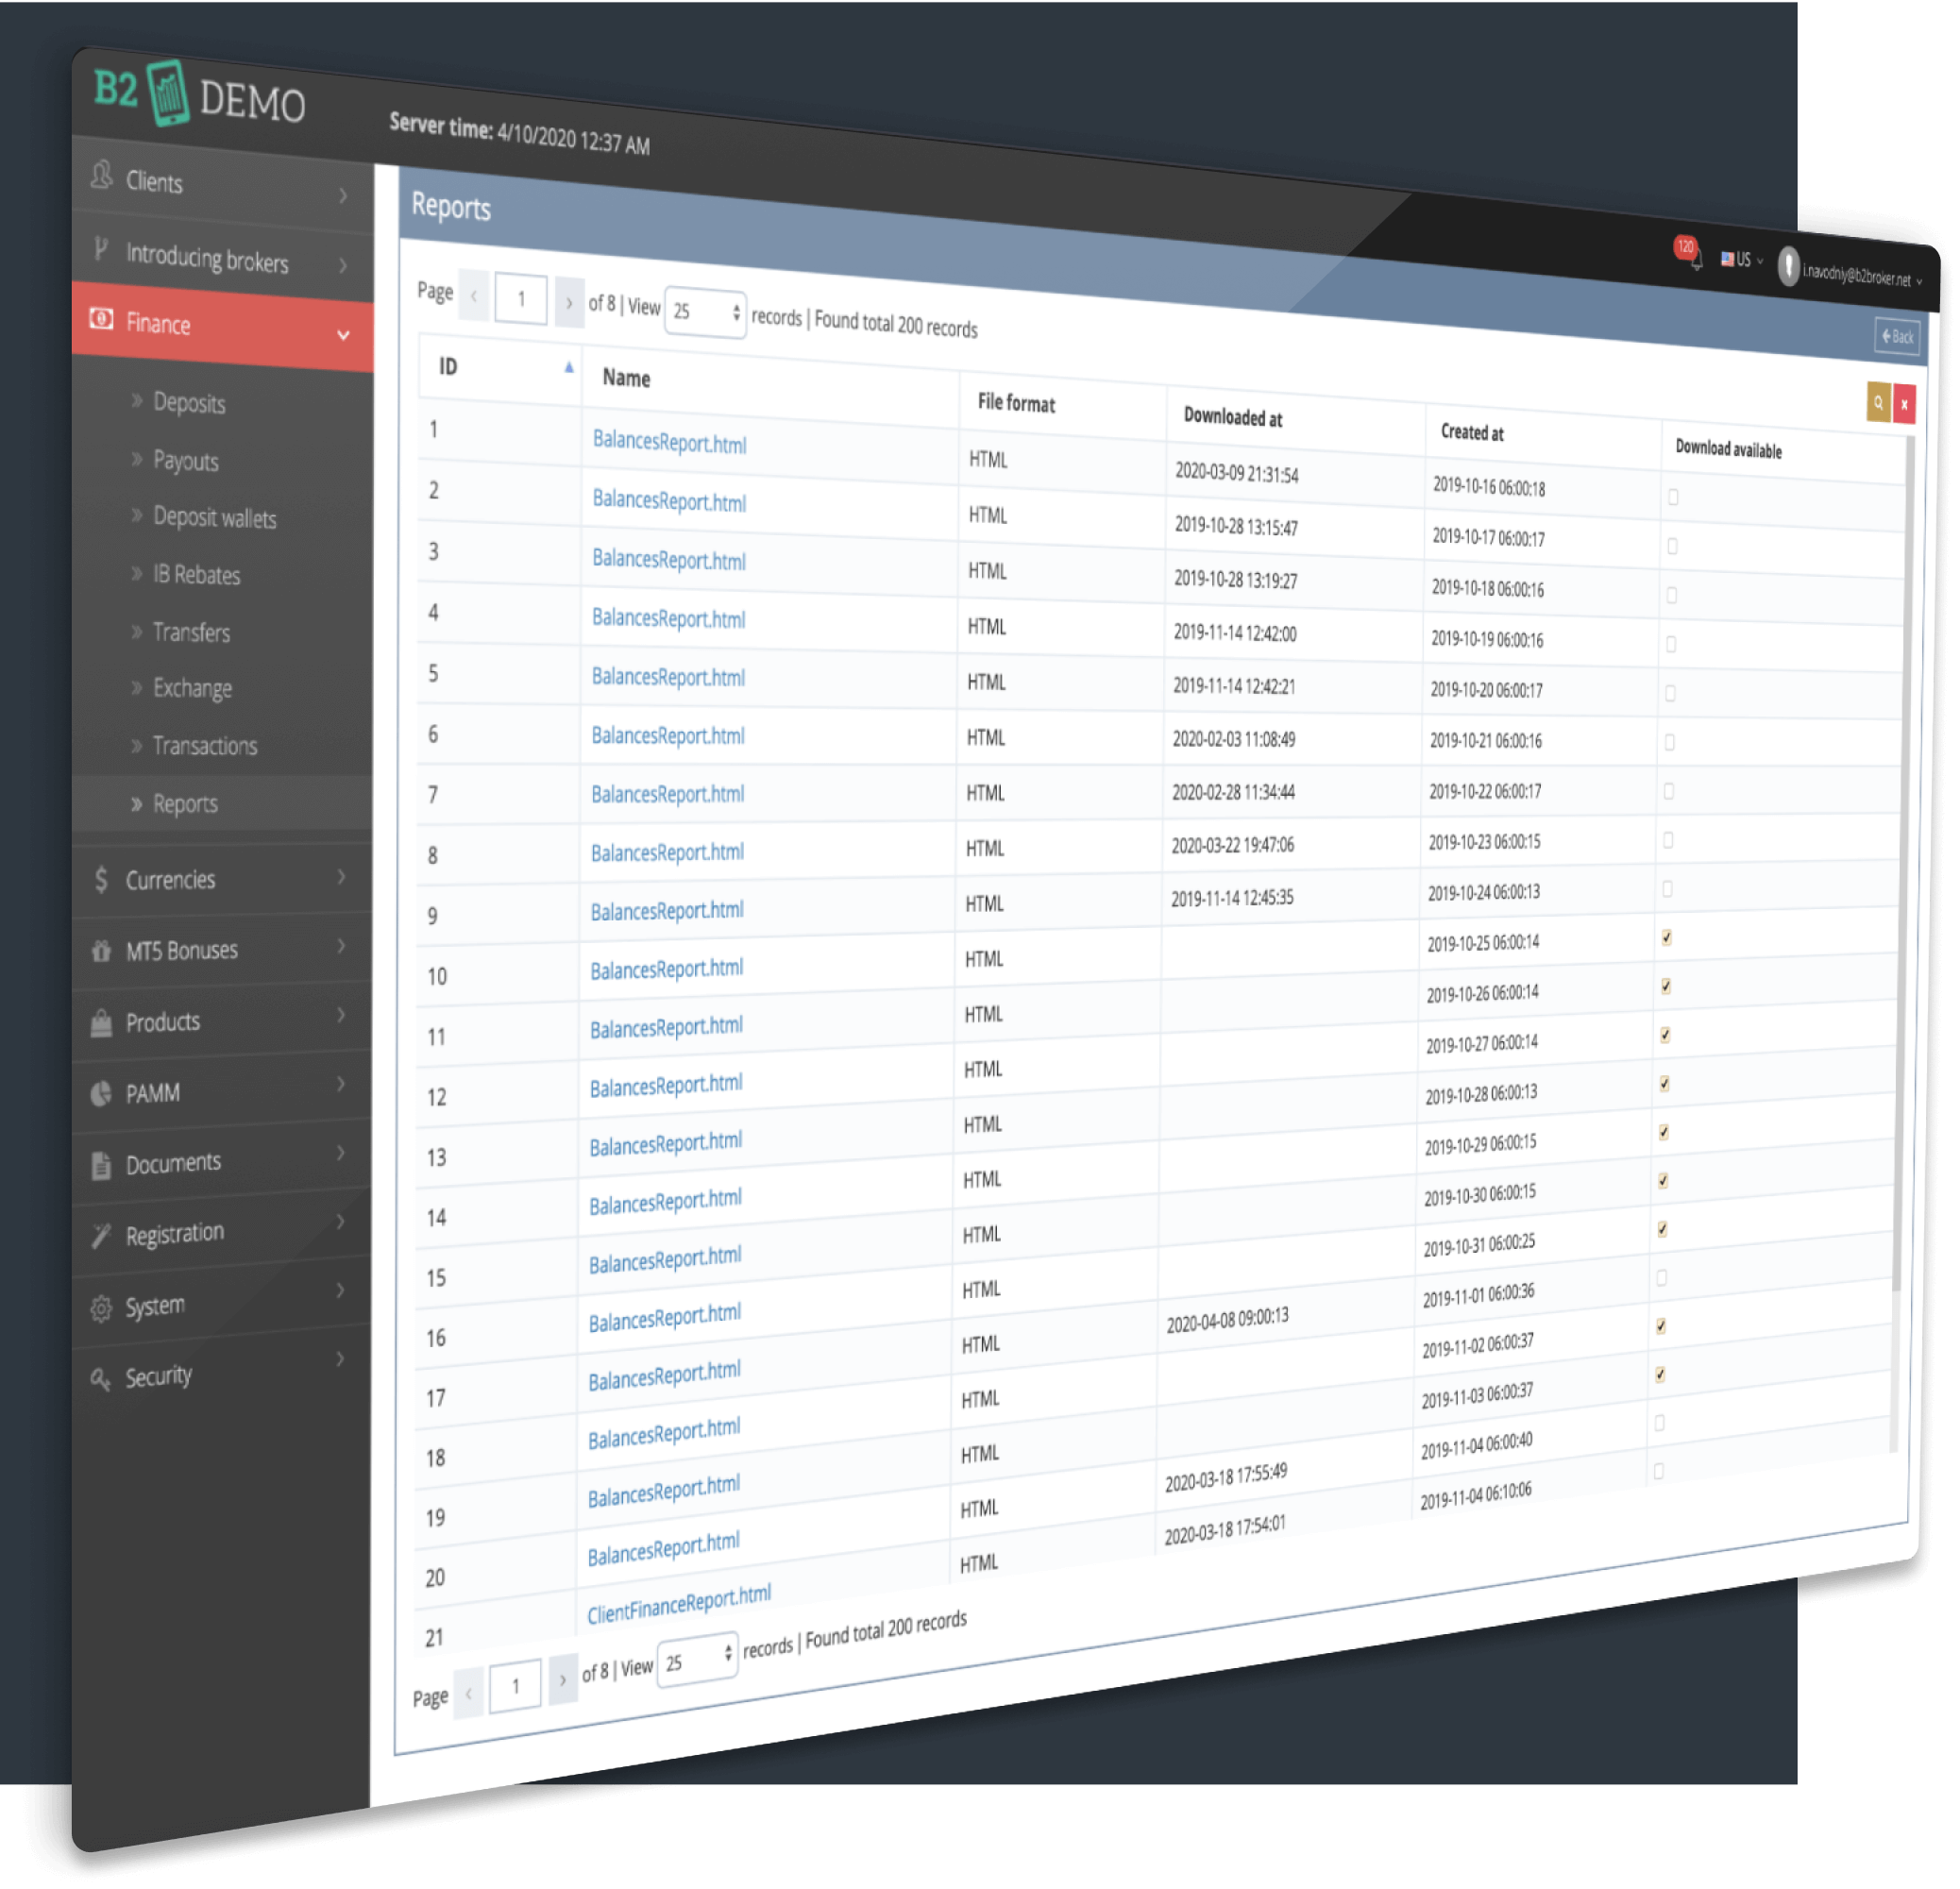 B2 DEMO
Server time: 4/10/2020 12:37 AM
120
US
i.navodniy@b2broker.net
Clients
Introducing brokers
Finance
Deposits
Payouts
Deposit wallets
IB Rebates
Transfers
Exchange
Transactions
Reports
Currencies
MT5 Bonuses
Products
PAMM
Documents
Registration
System
Security
Reports
Back
Page 1 of 8 | View 25 records | Found total 200 records
ID Name File format Downloaded at Created at Download available
1 BalancesReport.html HTML 2020-03-09 21:31:54 2019-10-16 06:00:18
2 BalancesReport.html HTML 2019-10-28 13:15:47 2019-10-17 06:00:17
3 BalancesReport.html HTML 2019-10-28 13:19:27 2019-10-18 06:00:16
4 BalancesReport.html HTML 2019-11-14 12:42:00 2019-10-19 06:00:16
5 BalancesReport.html HTML 2019-11-14 12:42:21 2019-10-20 06:00:17
6 BalancesReport.html HTML 2020-02-03 11:08:49 2019-10-21 06:00:16
7 BalancesReport.html HTML 2020-02-28 11:34:44 2019-10-22 06:00:17
8 BalancesReport.html HTML 2020-03-22 19:47:06 2019-10-23 06:00:15
9 BalancesReport.html HTML 2019-11-14 12:45:35 2019-10-24 06:00:13
10 BalancesReport.html HTML 2019-10-25 06:00:14
11 BalancesReport.html HTML 2019-10-26 06:00:14
12 BalancesReport.html HTML 2019-10-27 06:00:14
13 BalancesReport.html HTML 2019-10-28 06:00:13
14 BalancesReport.html HTML 2019-10-29 06:00:15
15 BalancesReport.html HTML 2019-10-30 06:00:15
16 BalancesReport.html HTML 2019-10-31 06:00:25
17 BalancesReport.html HTML 2020-04-08 09:00:13 2019-11-01 06:00:36
18 BalancesReport.html HTML 2019-11-02 06:00:37
19 BalancesReport.html HTML 2019-11-03 06:00:37
20 BalancesReport.html HTML 2020-03-18 17:55:49 2019-11-04 06:00:40
21 ClientFinanceReport.html HTML 2020-03-18 17:54:01 2019-11-04 06:10:06
Page 1 of 8 | View 25 records | Found total 200 records